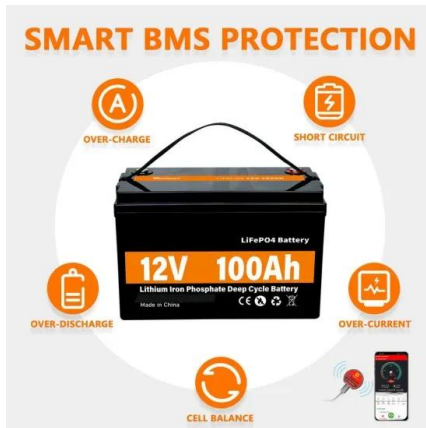 SMART BMS PROTECTION
OVER-CHARGE
SHORT CIRCUIT
LiFePO4 Battery
12V 100Ah
Lithium Iron Phosphate Deep Cycle Battery
Made in China
OVER-DISCHARGE
OVER-CURRENT
CELL BALANCE